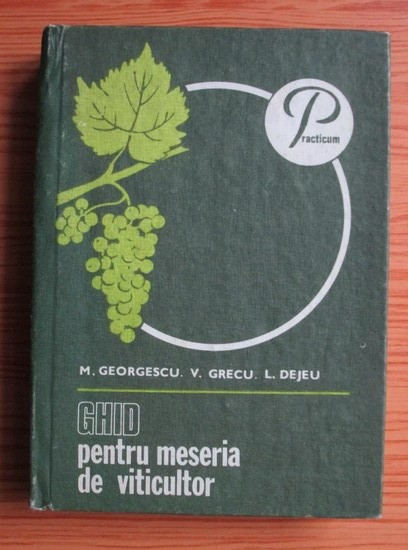 Practicum
M. GEORGESCU. V. GRECU. L. DEJEU
GHID
pentru meseria
de viticultor